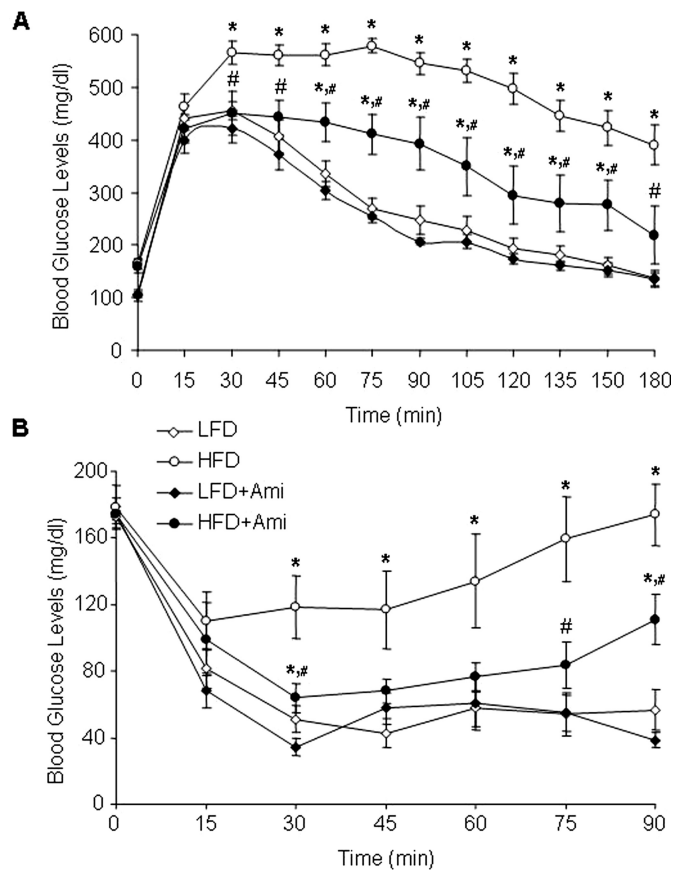 A
Blood Glucose Levels (mg/dl)
600
500
400
300
200
100
0
* * * * * * * * * * *
# # *,# *,# *,# *,# *,# *,# *,# #
0 15 30 45 60 75 90 105 120 135 150 180
Time (min)
B
LFD
HFD
LFD+Ami
HFD+Ami
Blood Glucose Levels (mg/dl)
200
160
120
80
40
0
* * * * *
*,# # *,#
0 15 30 45 60 75 90
Time (min)